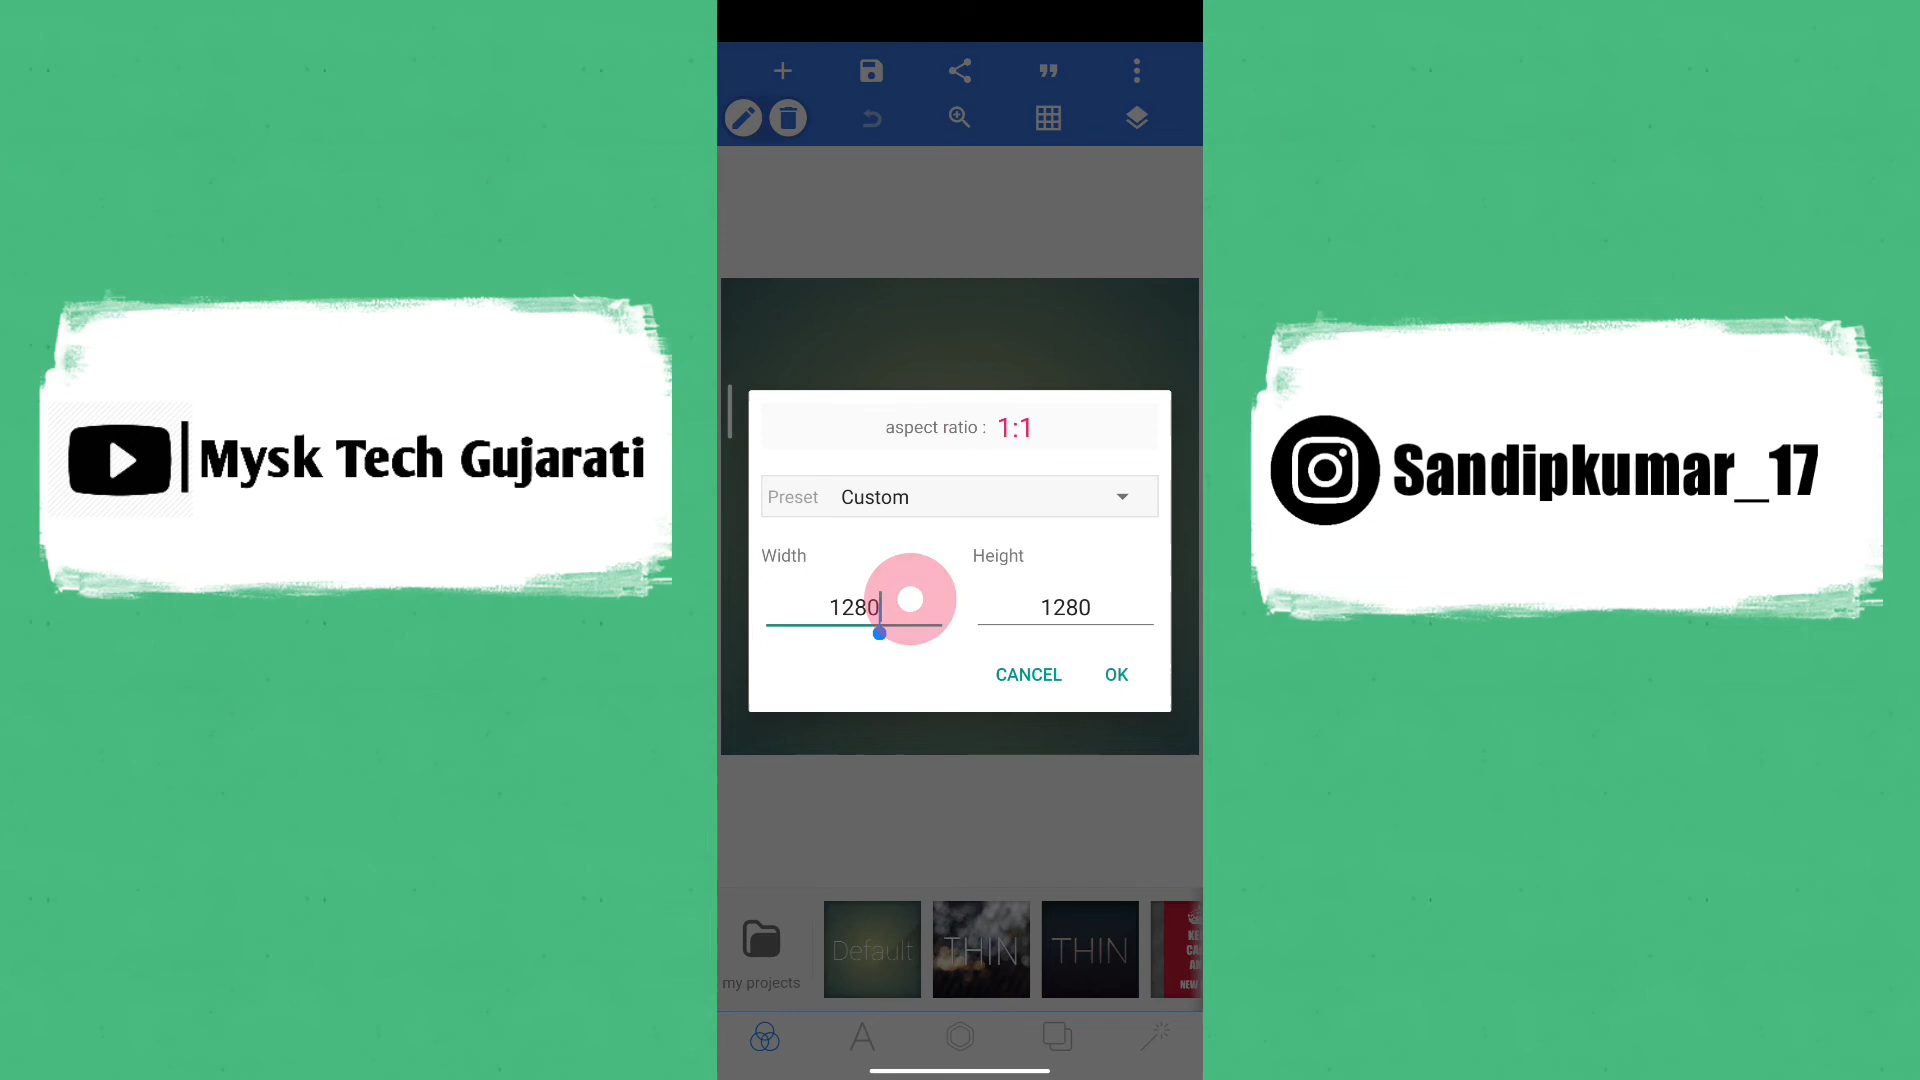 Mysk Tech Gujarati
aspect ratio : 1:1
Preset Custom
Width Height
1280 1280
CANCEL OK
Sandipkumar_17
my projects
Default
THIN
THIN
NEW